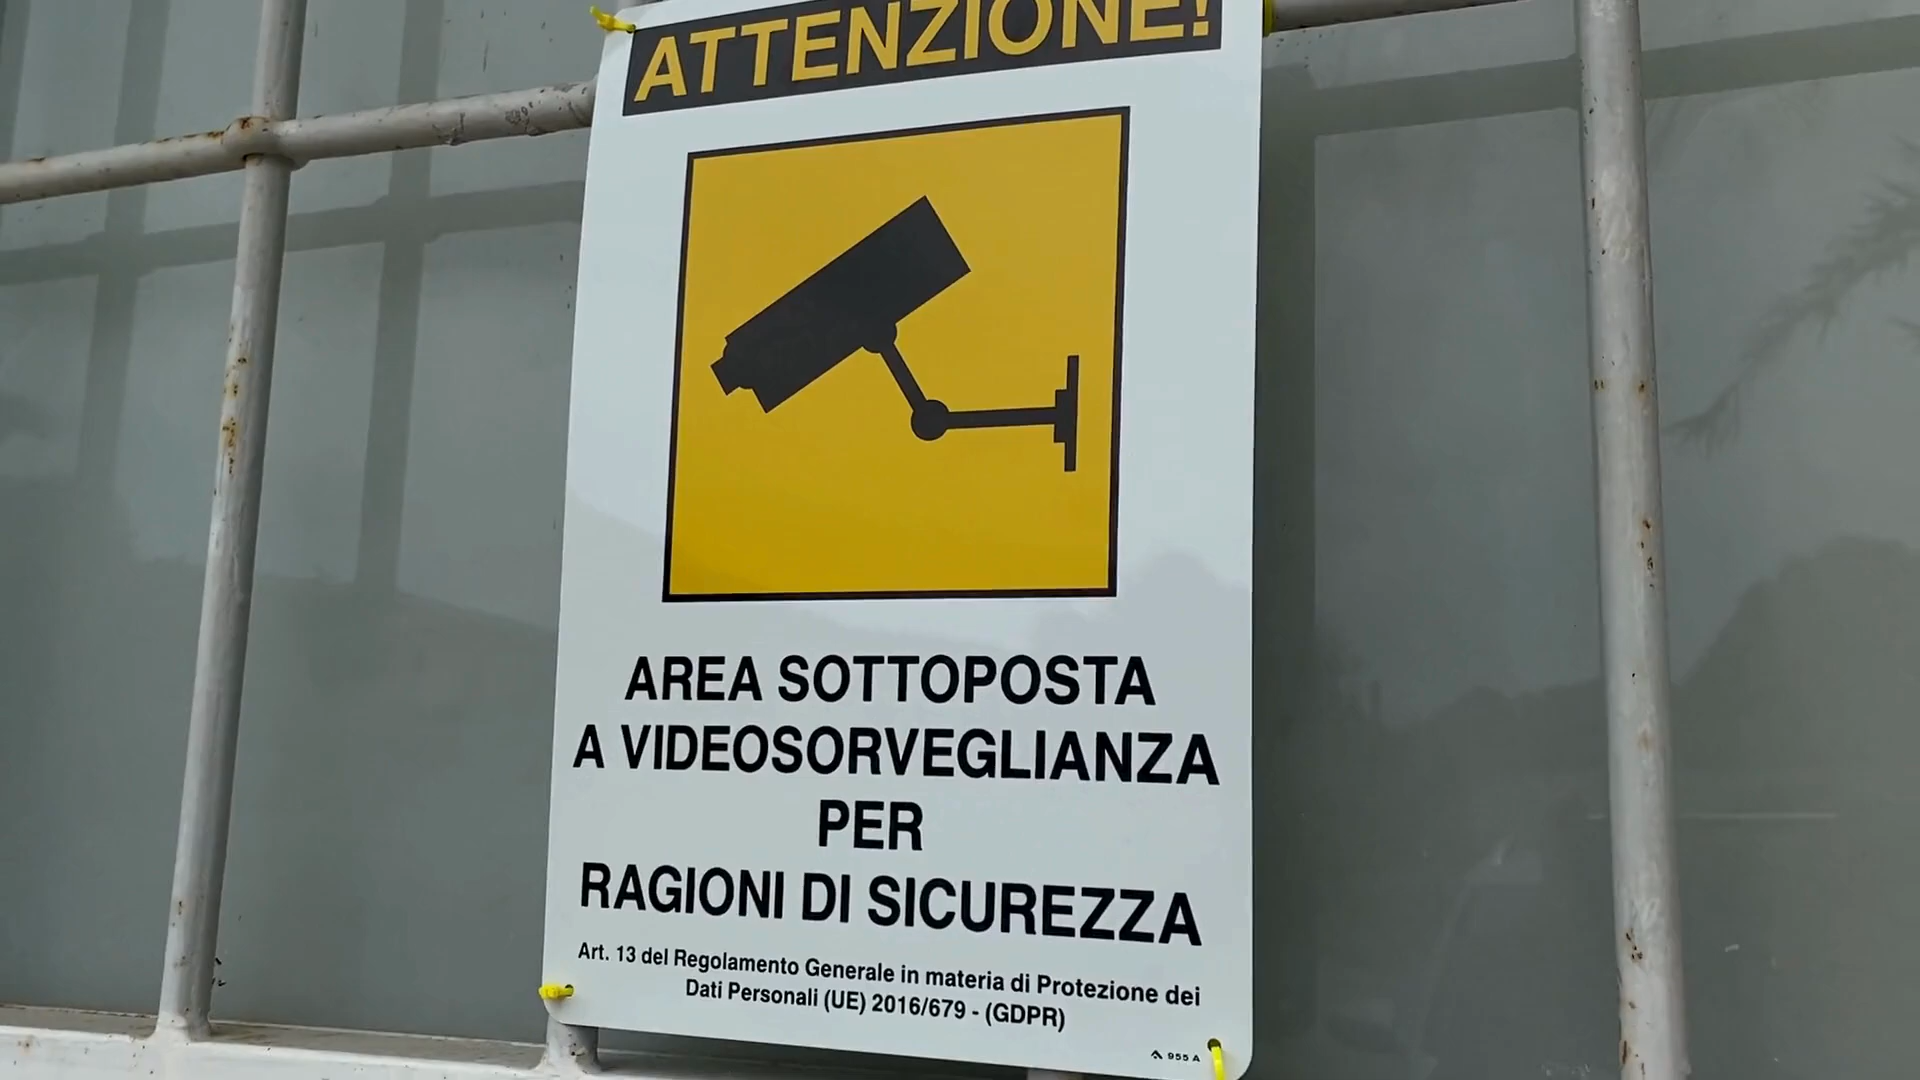 ATTENZIONE!
AREA SOTTOPOSTA
A VIDEOSORVEGLIANZA
PER
RAGIONI DI SICUREZZA
Art. 13 del Regolamento Generale in materia di Protezione dei
Dati Personali (UE) 2016/679 - (GDPR)
955 A